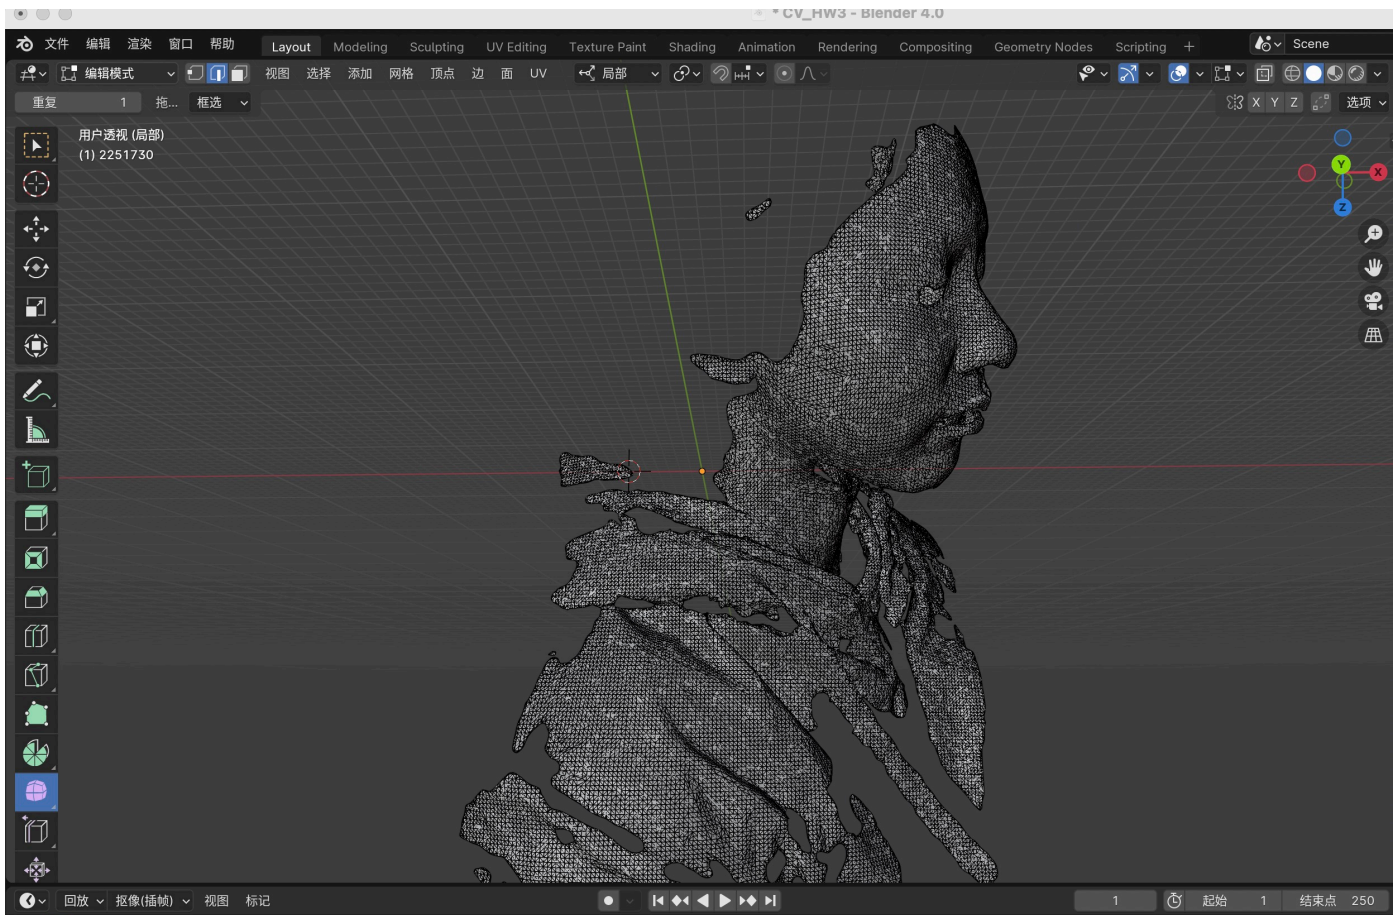 * CV_HW3 - Blender 4.0
文件 编辑 渲染 窗口 帮助 Layout Modeling Sculpting UV Editing Texture Paint Shading Animation Rendering Compositing Geometry Nodes Scripting + Scene
编辑模式 视图 选择 添加 网格 顶点 边 面 UV 局部
重复 1 拖... 框选 X Y Z 选项
用户透视 (局部)
(1) 2251730
Y
X
Z
回放 抠像(插帧) 视图 标记 1 起始 1 结束点 250